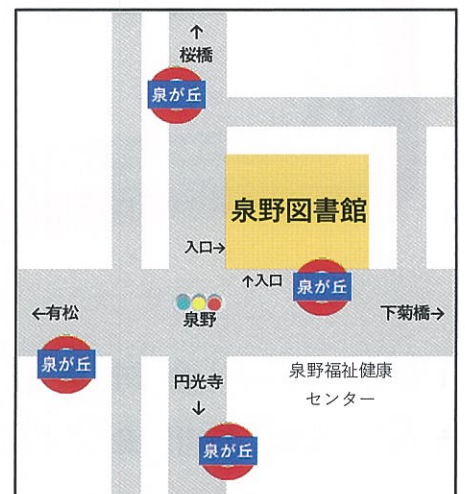 ↑
桜橋
泉が丘
泉野図書館
入口→
↑入口
泉が丘
←有松
泉野
下菊橋→
泉が丘
円光寺
↓
泉野福祉健康
センター
泉が丘